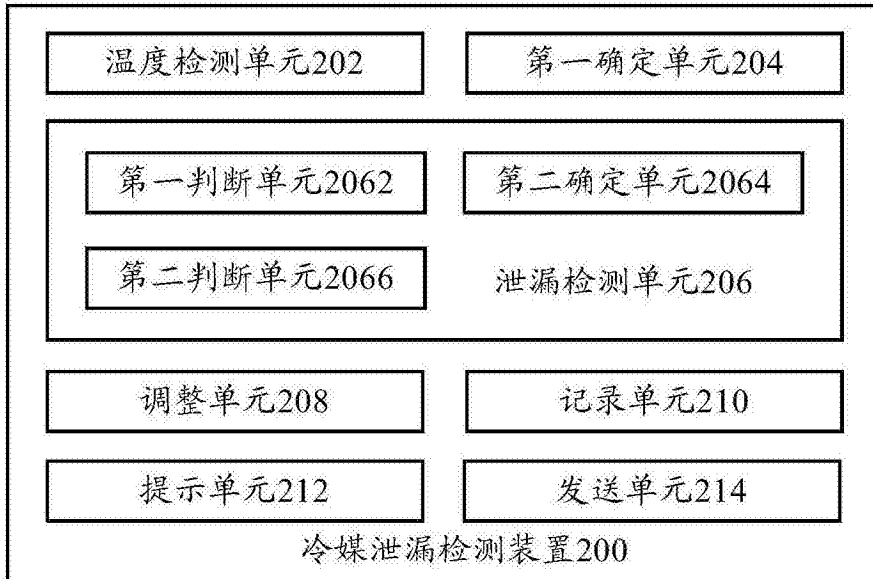 温度检测单元202 第一确定单元204
第一判断单元2062 第二确定单元2064
第二判断单元2066 泄漏检测单元206
调整单元208 记录单元210
提示单元212 发送单元214
冷媒泄漏检测装置200